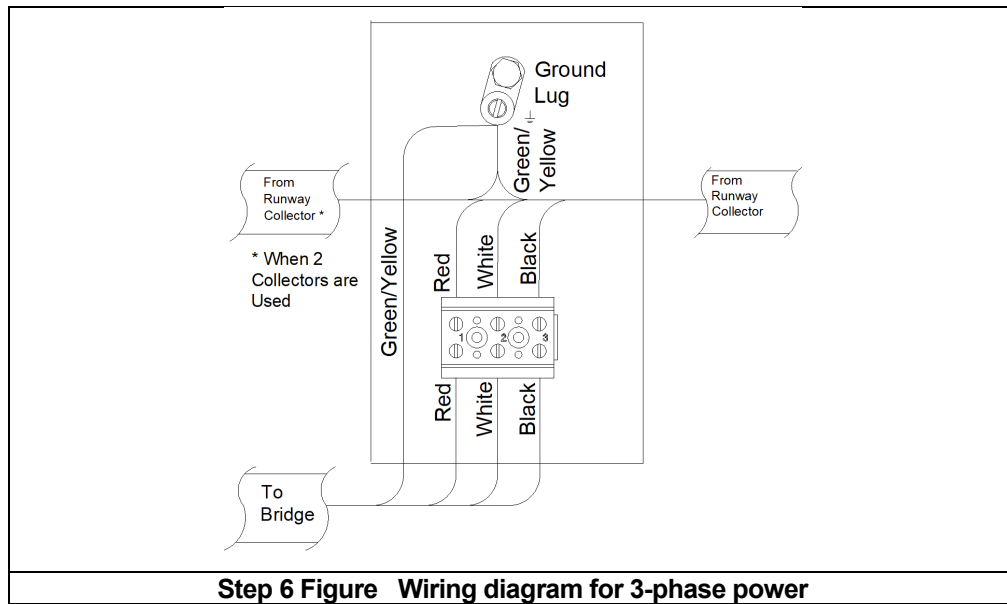 Ground
Lug
Green/
Yellow
From
Runway
Collector *
From
Runway
Collector
* When 2
Collectors are
Used
Green/Yellow
Red
White
Black
1
2
3
Red
White
Black
To
Bridge
Step 6 Figure Wiring diagram for 3-phase power